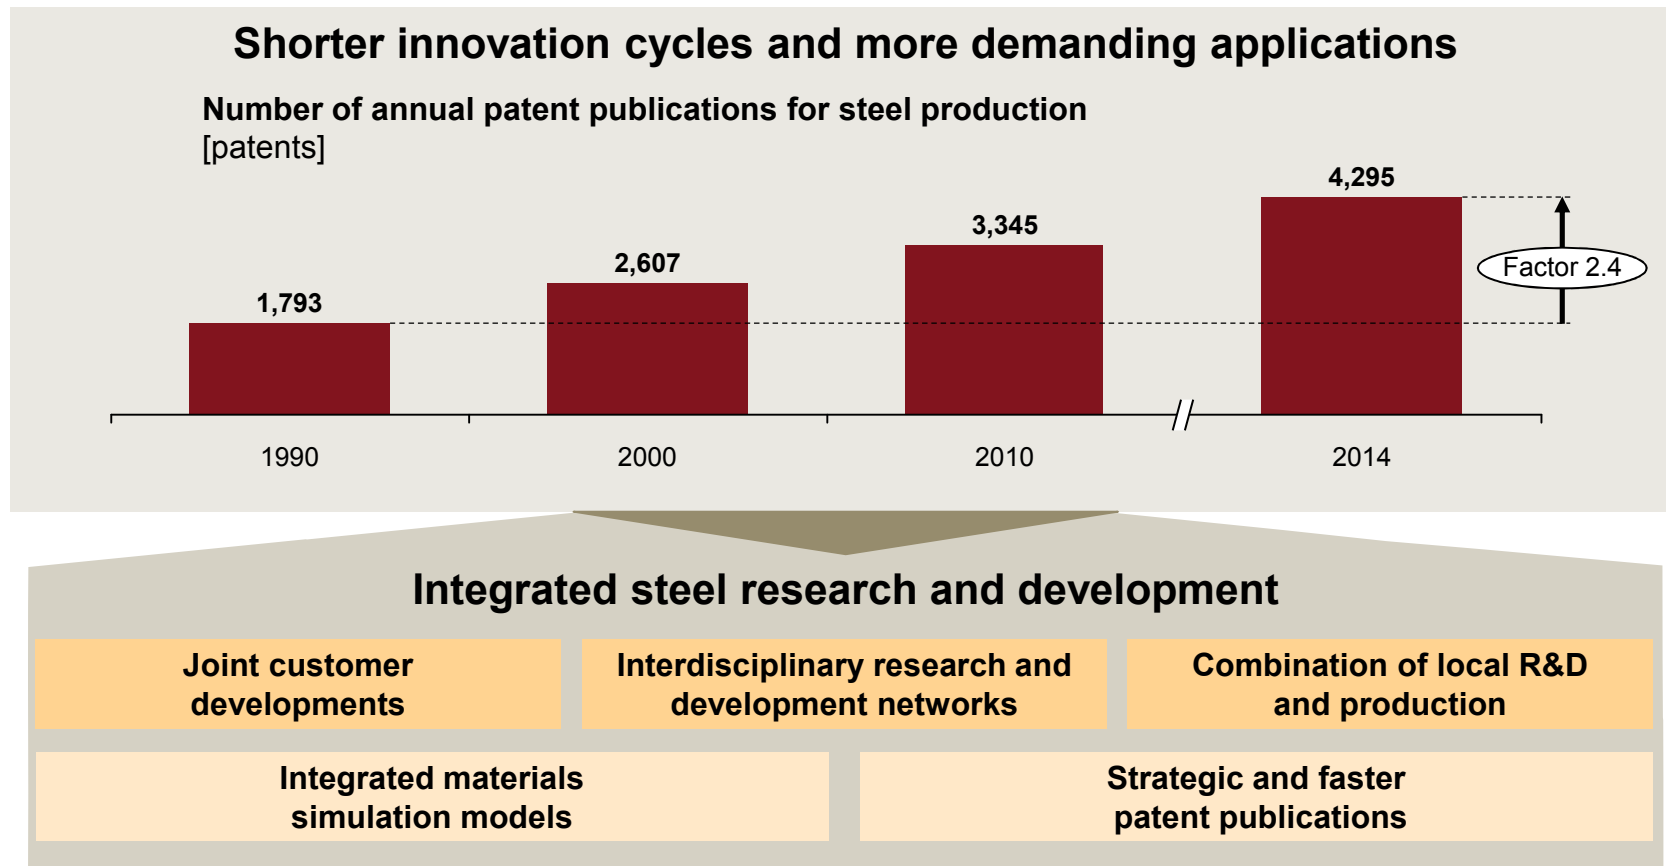 Shorter innovation cycles and more demanding applications
Number of annual patent publications for steel production
[patents]
1,793
2,607
3,345
4,295
Factor 2.4
1990
2000
2010
2014
Integrated steel research and development
Joint customer
developments
Interdisciplinary research and
development networks
Combination of local R&D
and production
Integrated materials
simulation models
Strategic and faster
patent publications